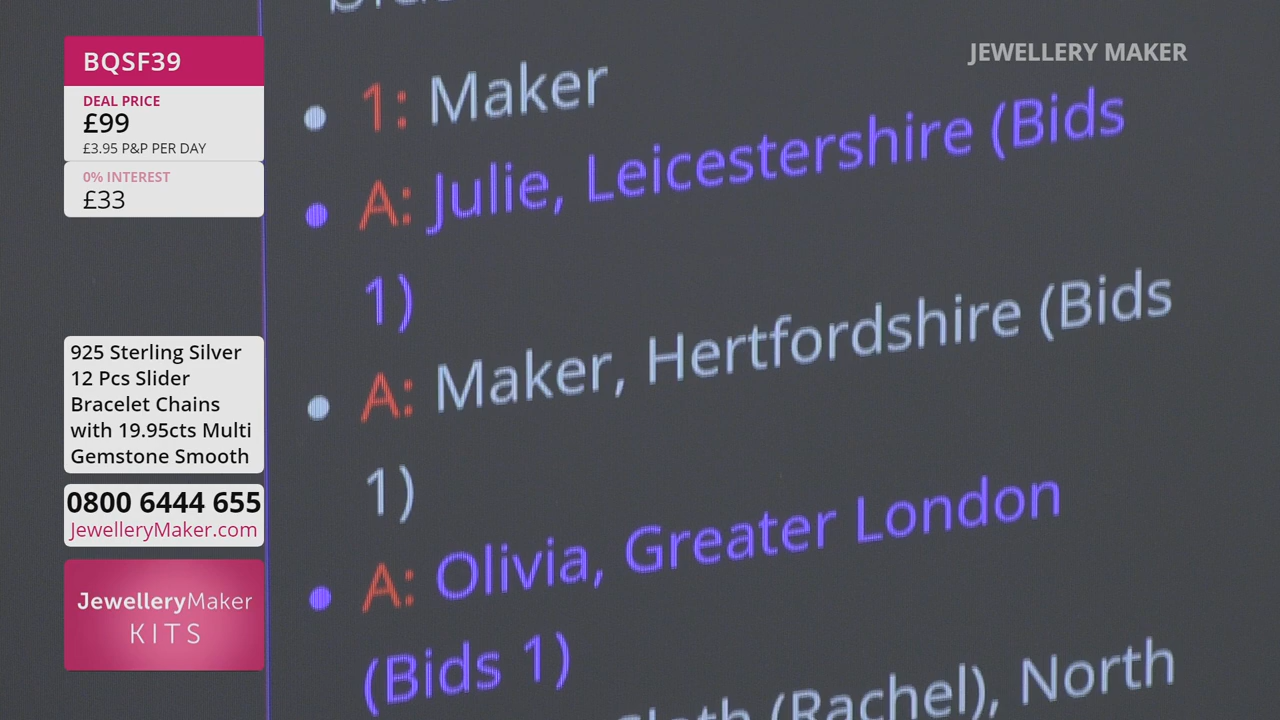 BQSF39
DEAL PRICE
£99
£3.95 P&P PER DAY
0% INTEREST
£33
925 Sterling Silver
12 Pcs Slider
Bracelet Chains
with 19.95cts Multi
Gemstone Smooth
0800 6444 655
JewelleryMaker.com
JewelleryMaker
KITS
JEWELLERY MAKER
• 1: Maker
• A: Julie, Leicestershire (Bids
1)
• A: Maker, Hertfordshire (Bids
1)
• A: Olivia, Greater London
(Bids 1)
(Rachel), North